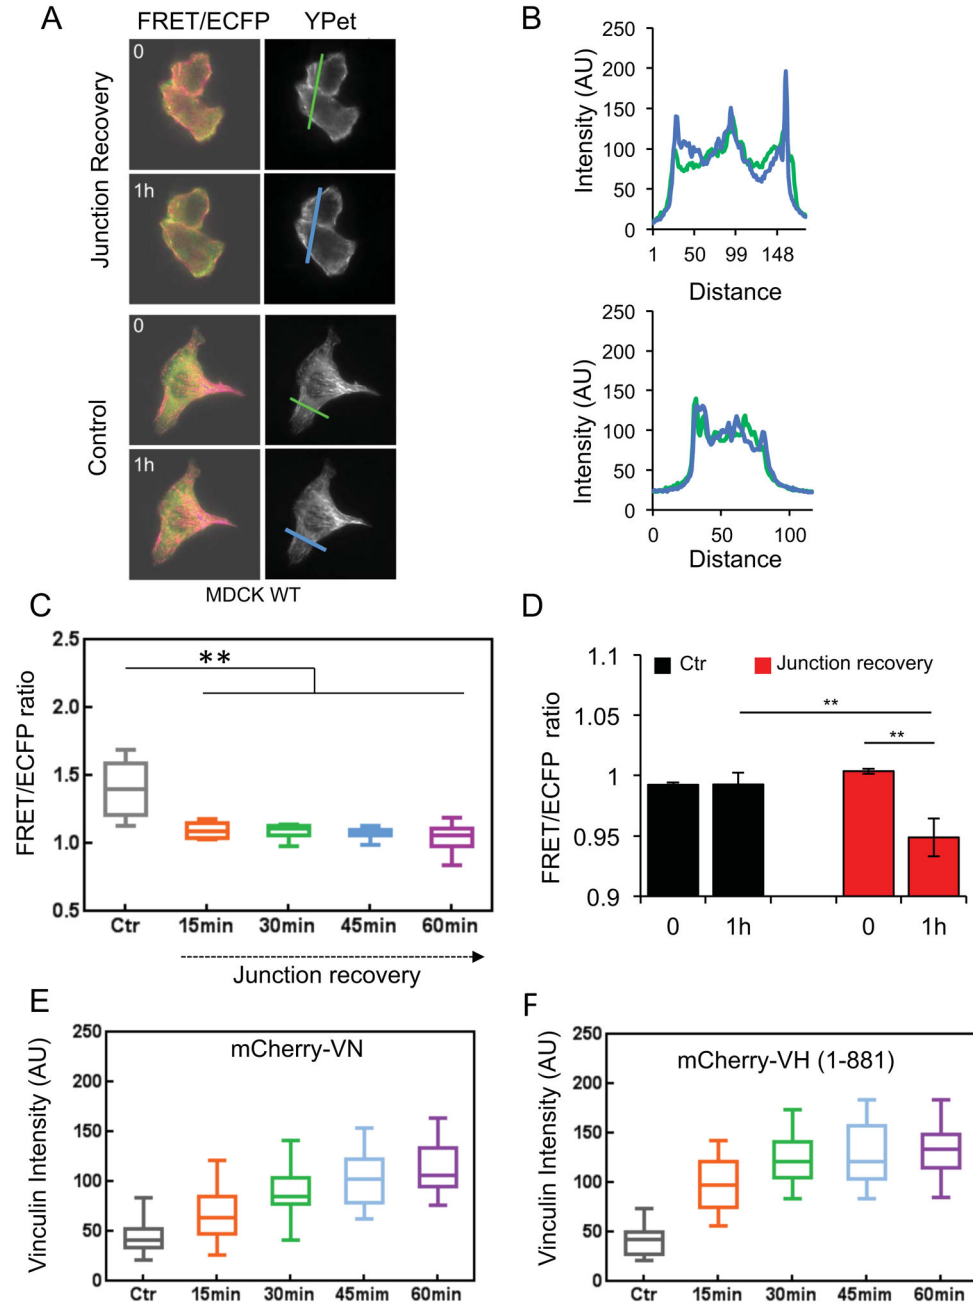 A
FRET/ECFP YPet
0
1h
Junction Recovery
0
1h
Control
MDCK WT
B
250
200
150
100
50
0
Intensity (AU)
1 50 99 148
Distance
250
200
150
100
50
0
Intensity (AU)
0 50 100
Distance
C
2.5
2.0
1.5
1.0
0.5
FRET/ECFP ratio
**
Ctr 15min 30min 45min 60min
Junction recovery
D
1.1
1.05
1
0.95
0.9
FRET/ECFP ratio
Ctr Junction recovery
**
**
0 1h 0 1h
E
mCherry-VN
250
200
150
100
50
0
Vinculin Intensity (AU)
Ctr 15min 30min 45mim 60min
F
mCherry-VH (1-881)
250
200
150
100
50
0
Vinculin Intensity (AU)
Ctr 15min 30min 45mim 60min